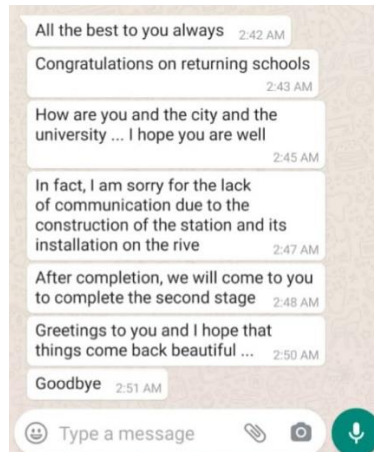 All the best to you always 2:42 AM
Congratulations on returning schools
2:43 AM
How are you and the city and the
university ... I hope you are well
2:45 AM
In fact, I am sorry for the lack
of communication due to the
construction of the station and its
installation on the rive 2:47 AM
After completion, we will come to you
to complete the second stage 2:48 AM
Greetings to you and I hope that
things come back beautiful ... 2:50 AM
Goodbye 2:51 AM
Type a message